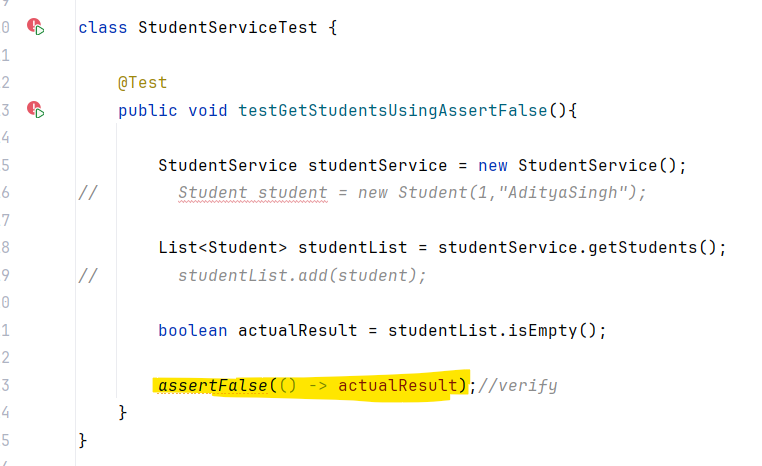 9
0 class StudentServiceTest {
1
2 @Test
3 public void testGetStudentsUsingAssertFalse(){
4
5 StudentService studentService = new StudentService();
6 // Student student = new Student(1,"AdityaSingh");
7
8 List<Student> studentList = studentService.getStudents();
9 // studentList.add(student);
0
1 boolean actualResult = studentList.isEmpty();
2
3 assertFalse(() -> actualResult);//verify
4 }
5 }